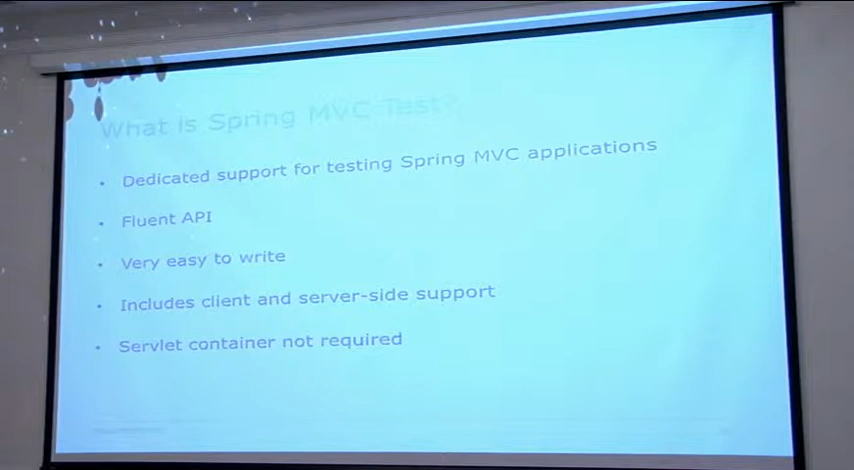 What is Spring MVC Test?
• Dedicated support for testing Spring MVC applications
• Fluent API
• Very easy to write
• Includes client and server-side support
• Servlet container not required